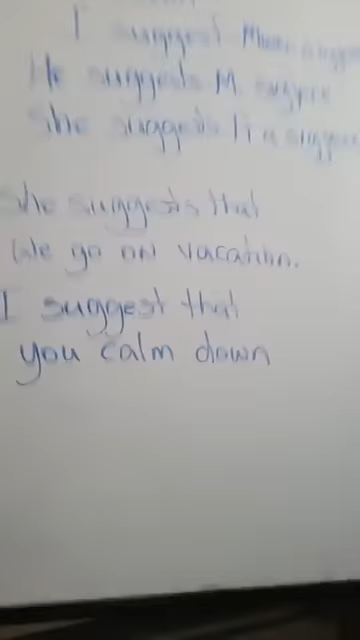 I suggest
He suggests M.
She suggests
She suggests that
We go on vacation.
I suggest that
you calm down